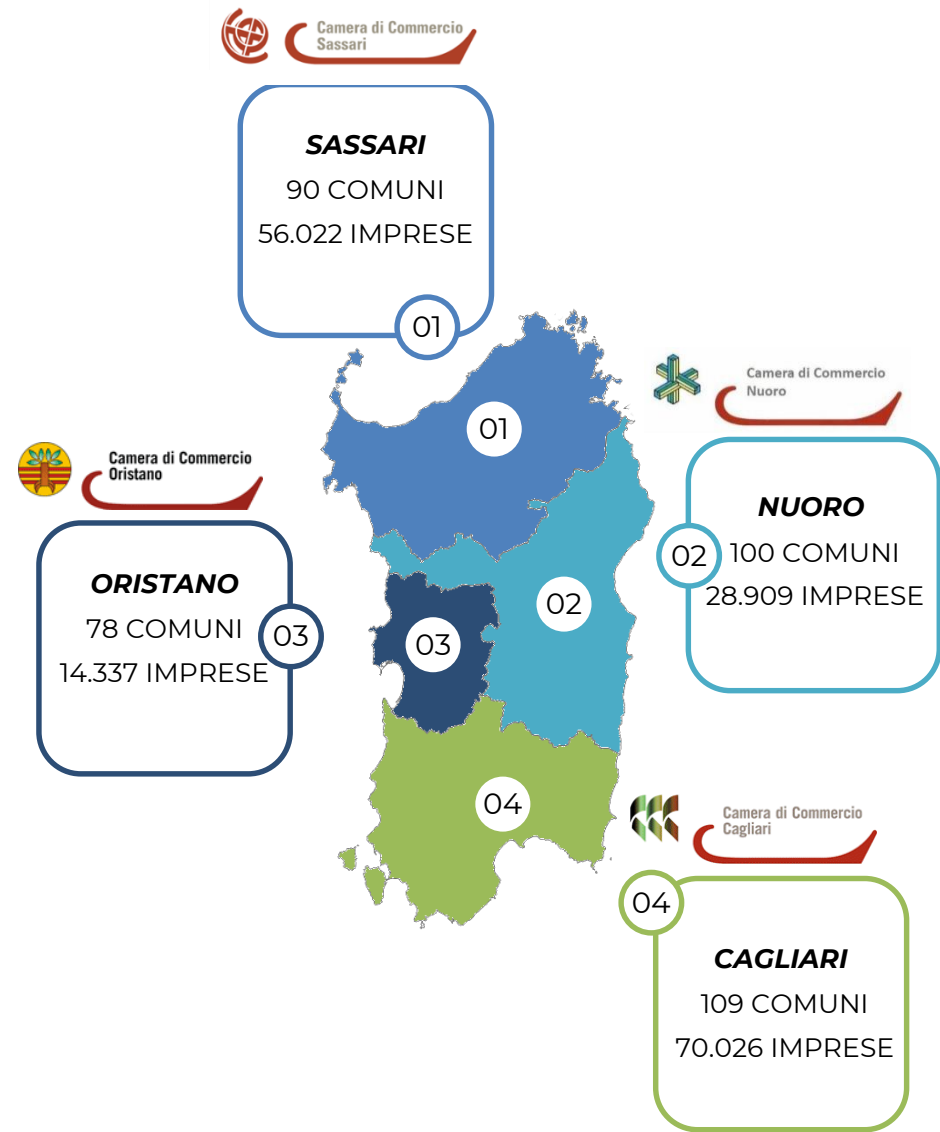 Camera di Commercio
Sassari
SASSARI
90 COMUNI
56.022 IMPRESE
01
01
Camera di Commercio
Nuoro
NUORO
02
100 COMUNI
28.909 IMPRESE
Camera di Commercio
Oristano
ORISTANO
78 COMUNI
03
14.337 IMPRESE
02
03
04
Camera di Commercio
Cagliari
04
CAGLIARI
109 COMUNI
70.026 IMPRESE